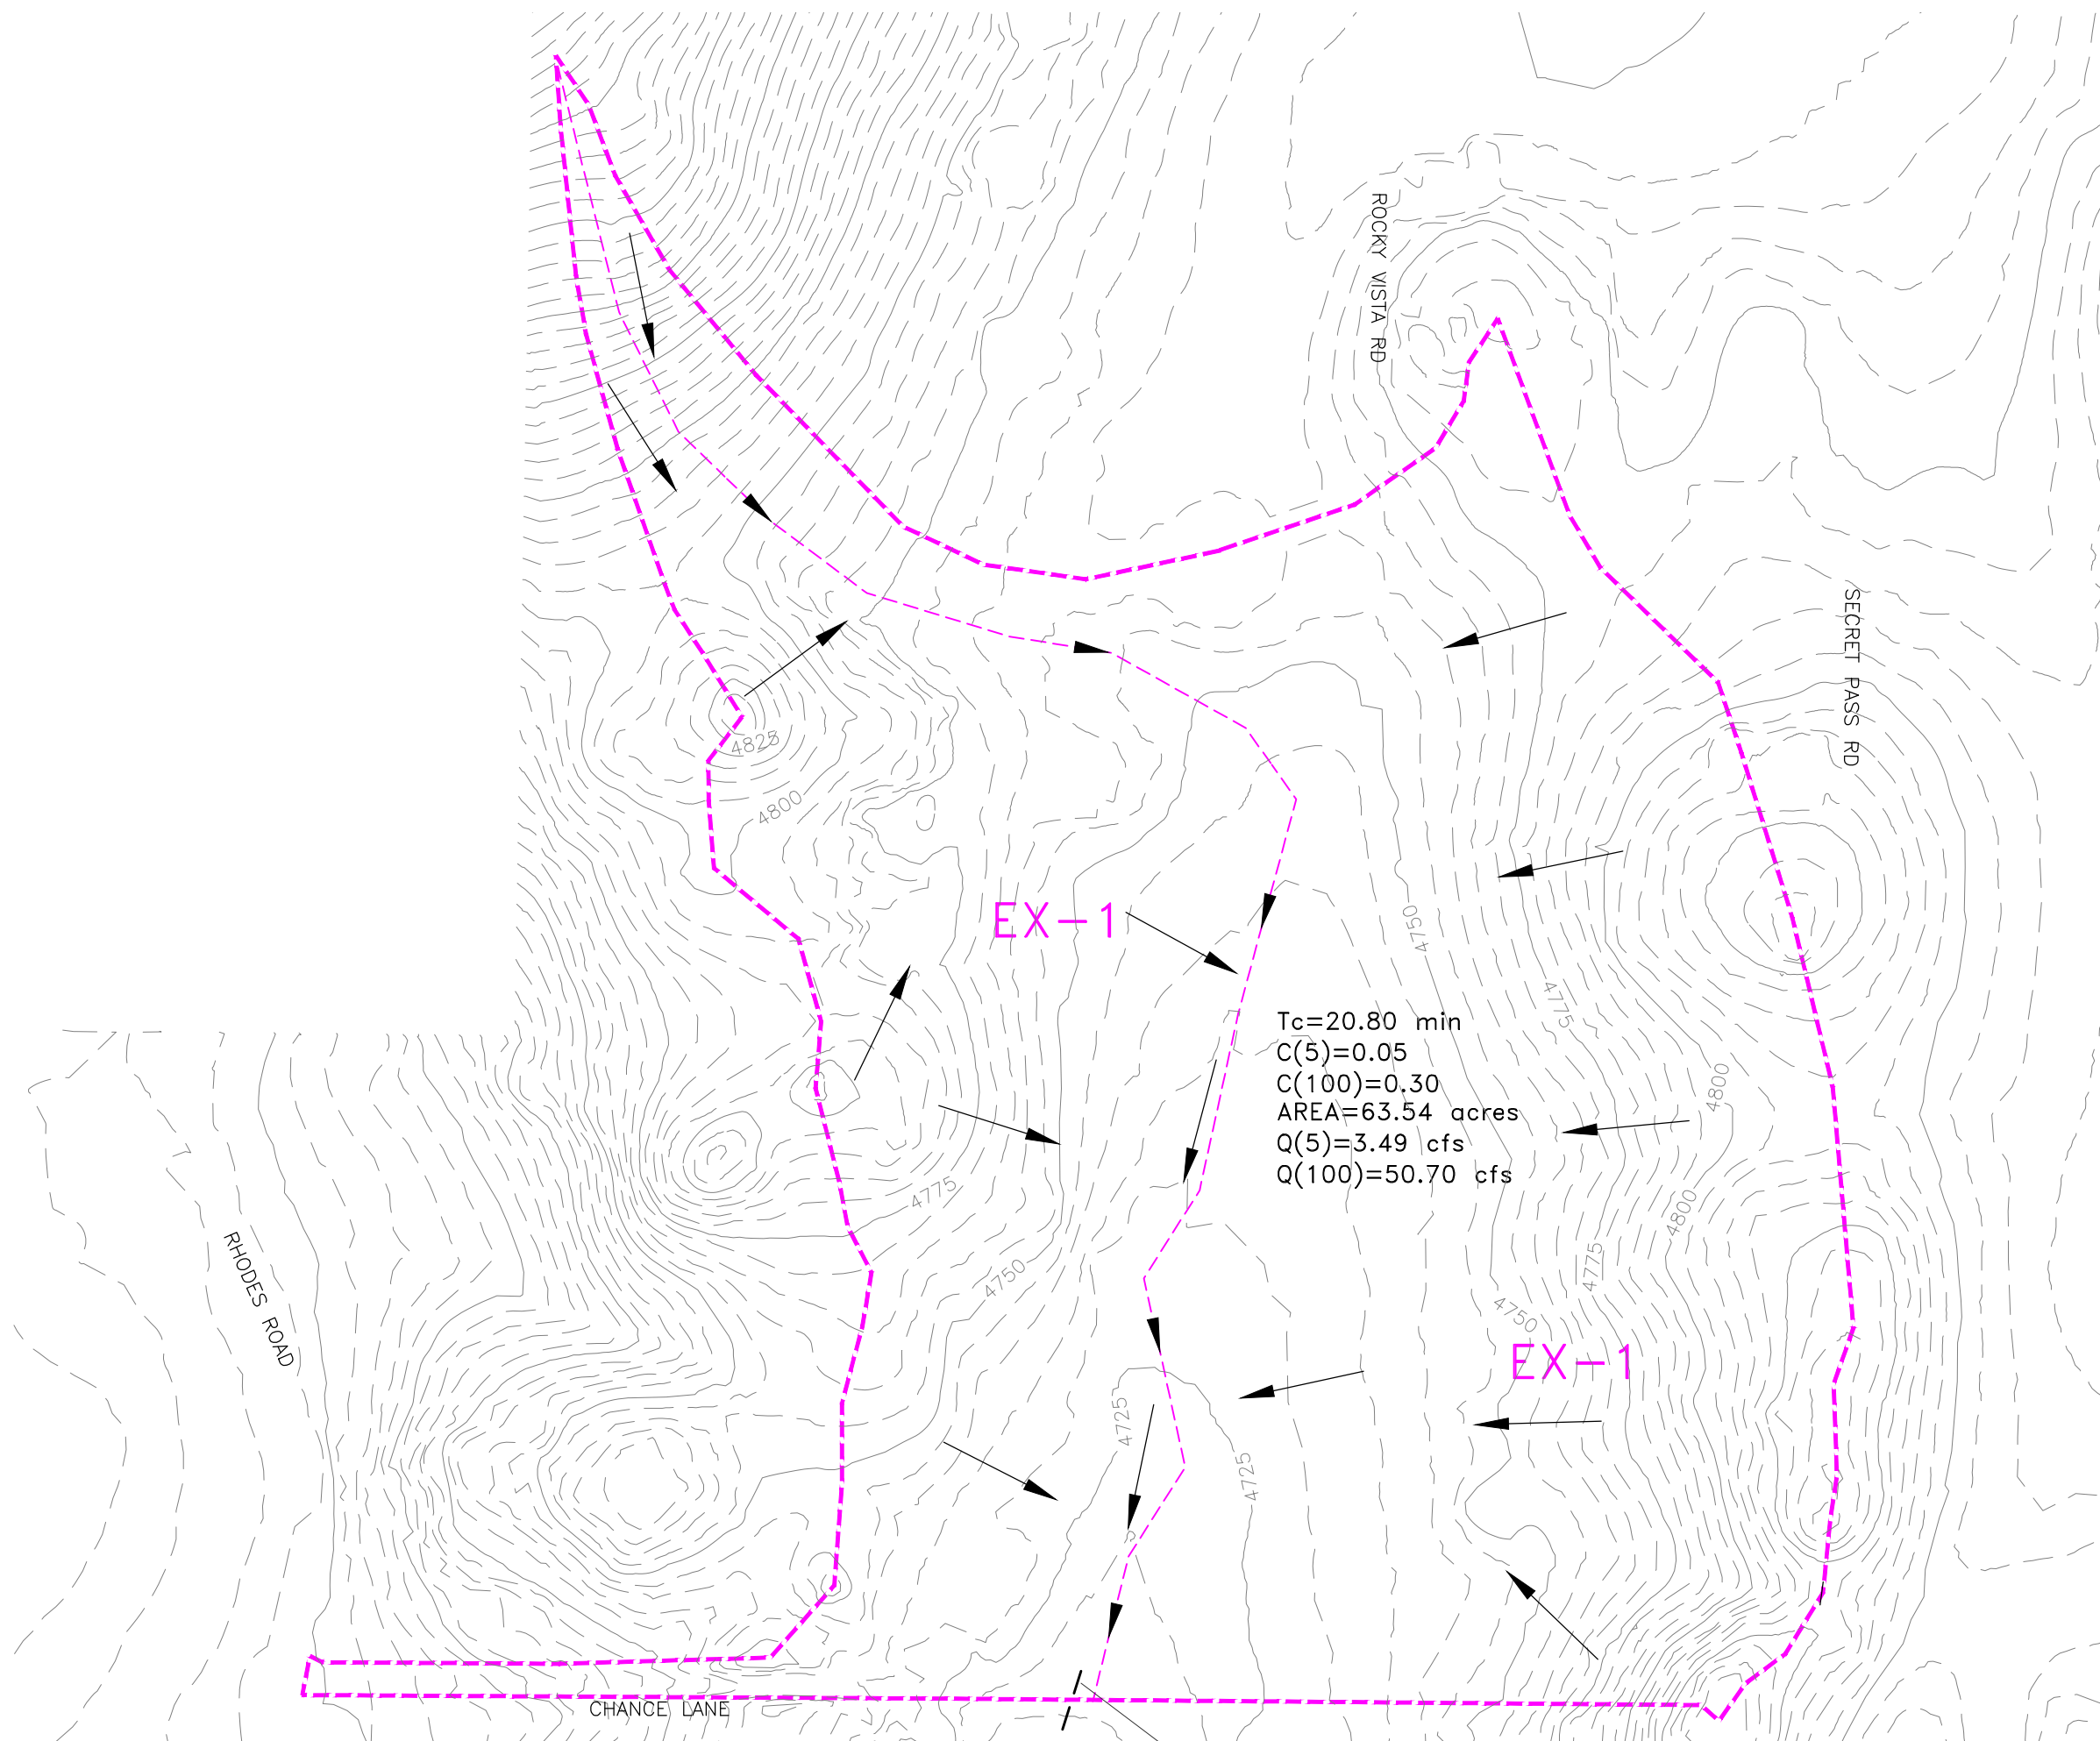 ROCKY VISTA RD
SECRET PASS RD
4825
4800
EX-1
4750
4775
Tc=20.80 min
C(5)=0.05
C(100)=0.30
AREA=63.54 acres
Q(5)=3.49 cfs
Q(100)=50.70 cfs
4800
4775
4800
4775
4750
4750
RHODES ROAD
EX-1
4725
4725
CHANCE LANE